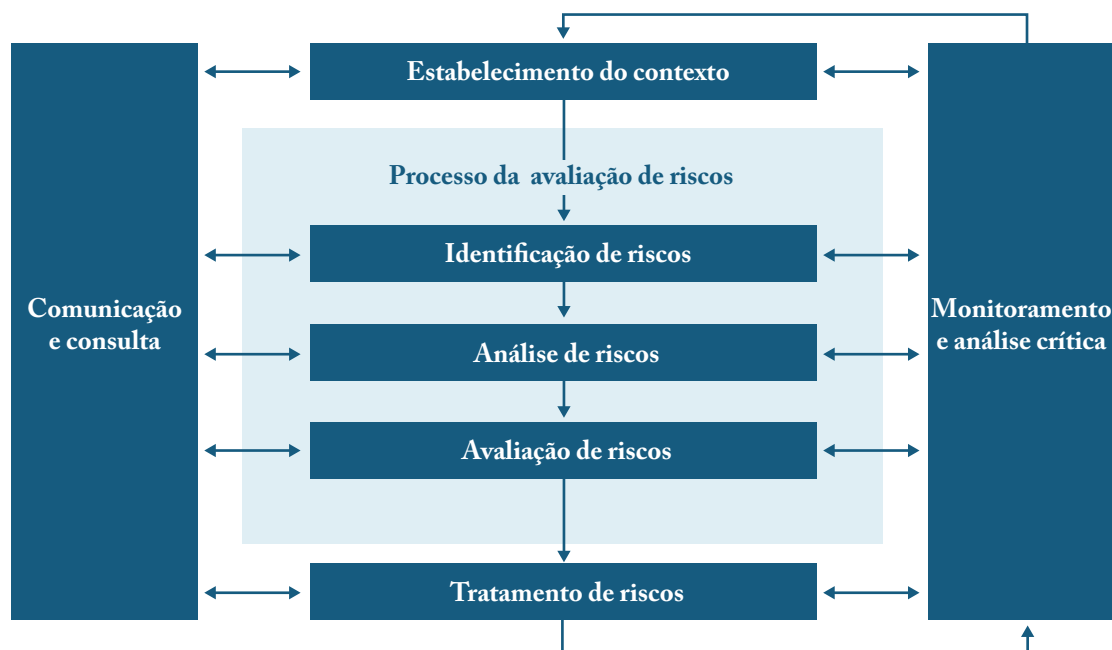 Estabelecimento do contexto
Processo da avaliação de riscos
Identificação de riscos
Comunicação
e consulta
Monitoramento
e análise crítica
Análise de riscos
Avaliação de riscos
Tratamento de riscos